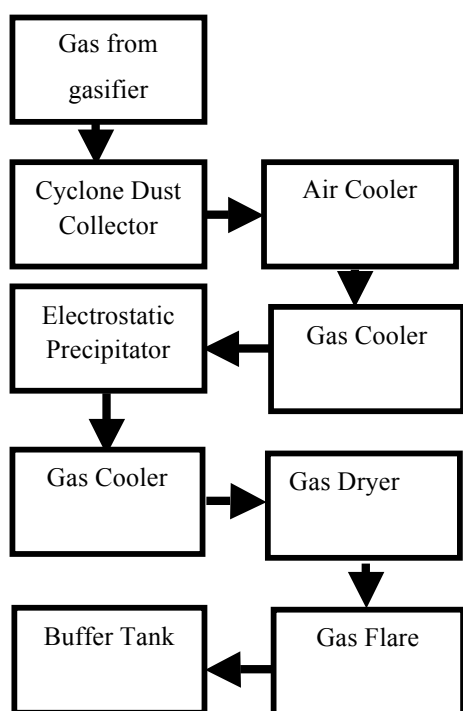 Gas from
gasifier
Cyclone Dust
Collector
Air Cooler
Gas Cooler
Electrostatic
Precipitator
Gas Cooler
Gas Dryer
Gas Flare
Buffer Tank